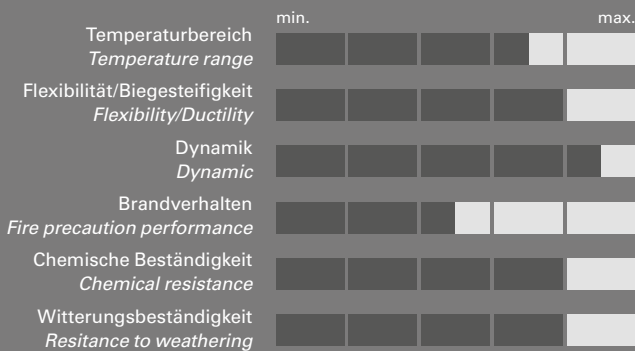 min. max.
Temperaturbereich
Temperature range
Flexibilität/Biegesteifigkeit
Flexibility/Ductility
Dynamik
Dynamic
Brandverhalten
Fire precaution performance
Chemische Beständigkeit
Chemical resistance
Witterungsbeständigkeit
Resitance to weathering